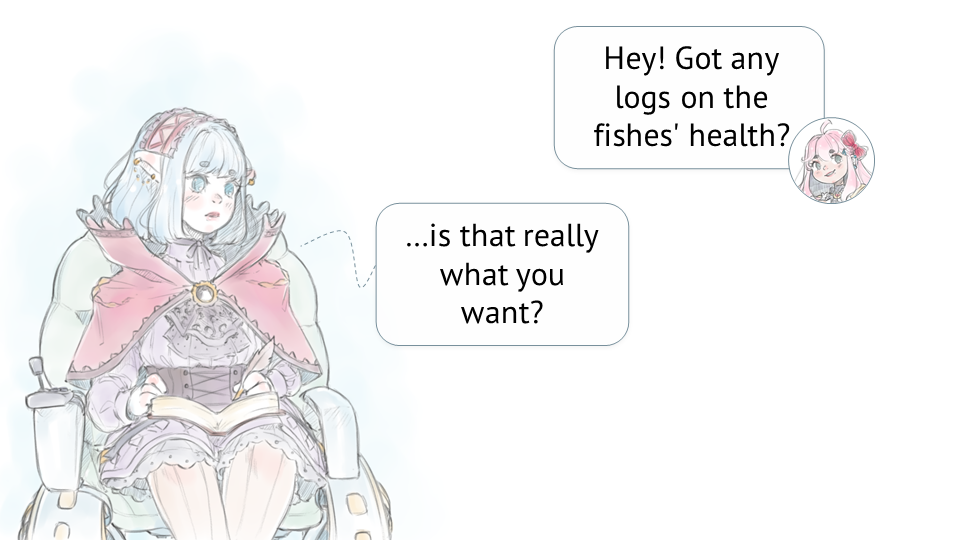 Hey! Got any
logs on the
fishes' health?
...is that really
what you
want?